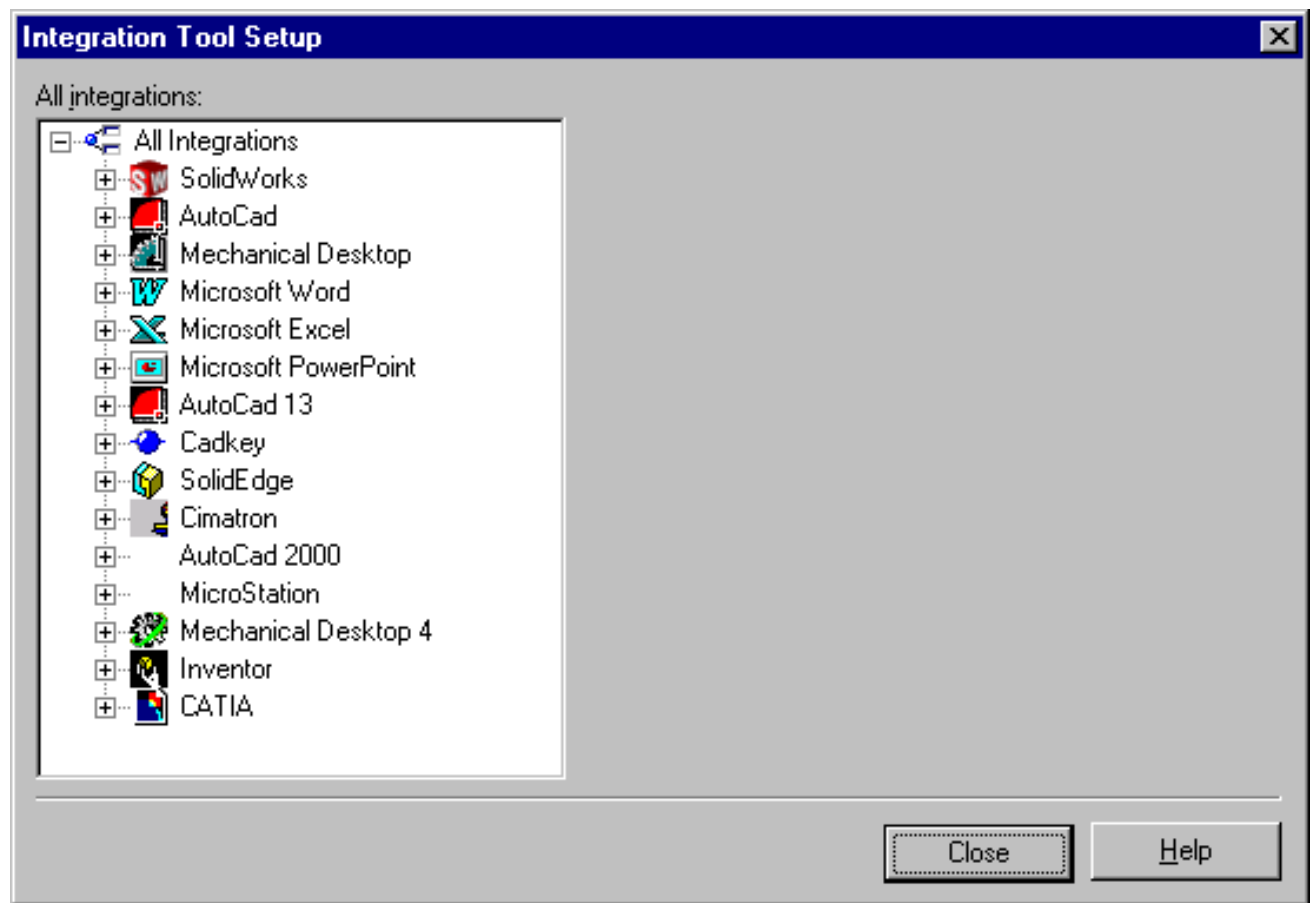 Integration Tool Setup
All integrations:
All Integrations
SolidWorks
AutoCad
Mechanical Desktop
Microsoft Word
Microsoft Excel
Microsoft PowerPoint
AutoCad 13
Cadkey
SolidEdge
Cimatron
AutoCad 2000
MicroStation
Mechanical Desktop 4
Inventor
CATIA
Close Help